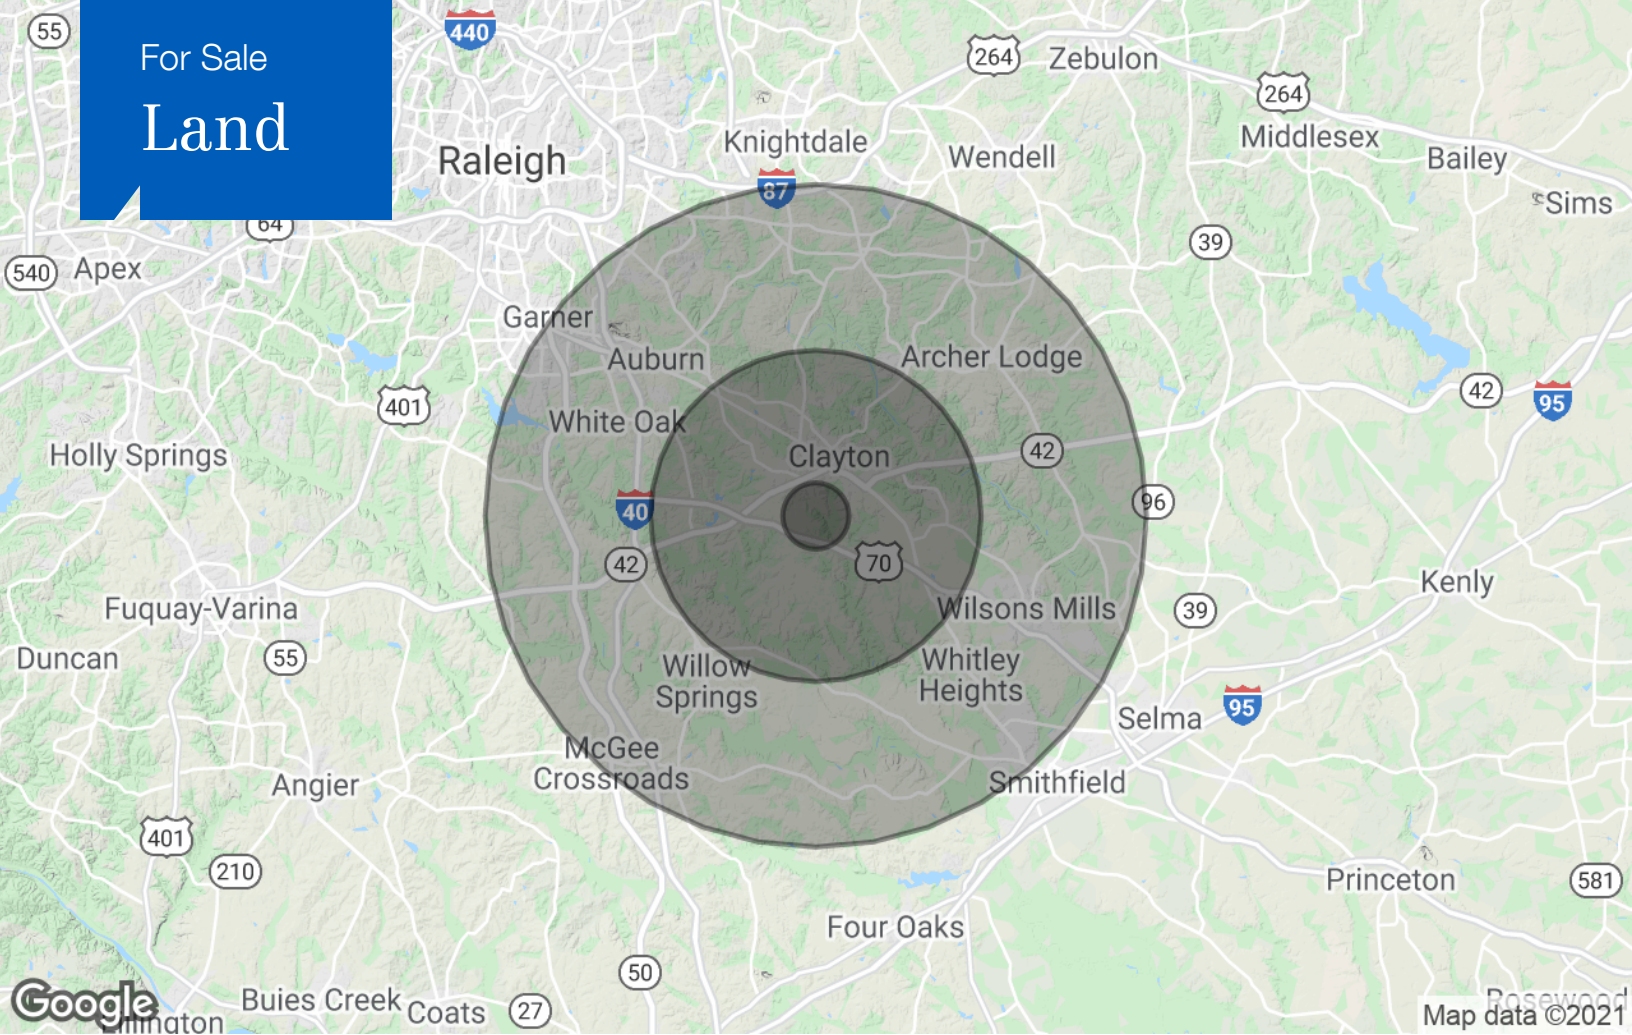 55
For Sale
Land
440
264
Zebulon
264
Middlesex
Knightdale
Wendell
Bailey
Raleigh
87
Sims
64
39
540
Apex
Garner
Auburn
Archer Lodge
42
95
401
White Oak
Holly Springs
Clayton
42
96
40
42
70
Kenly
Fuquay-Varina
Wilsons Mills
39
Duncan
55
Willow
Springs
Whitley
Heights
95
Selma
McGee
Crossroads
Angier
Smithfield
401
210
Princeton
581
Four Oaks
50
Google
Buies Creek
Coats
27
Rosewood
Map data ©2021
Lillington